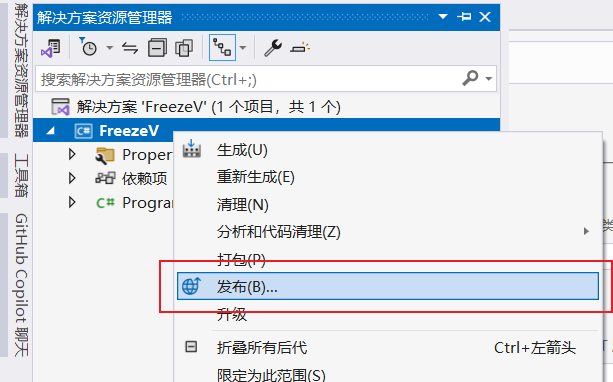 解决方案资源管理器
工具箱
GitHub Copilot 聊天
解决方案资源管理器
搜索解决方案资源管理器(Ctrl+;)
解决方案 'FreezeV' (1 个项目，共 1 个)
C# FreezeV
Proper
依赖项
C# Progran
生成(U)
重新生成(E)
清理(N)
分析和代码清理(Z)
打包(P)
发布(B)...
升级
折叠所有后代 Ctrl+左箭头
限定为此范围(S)
类